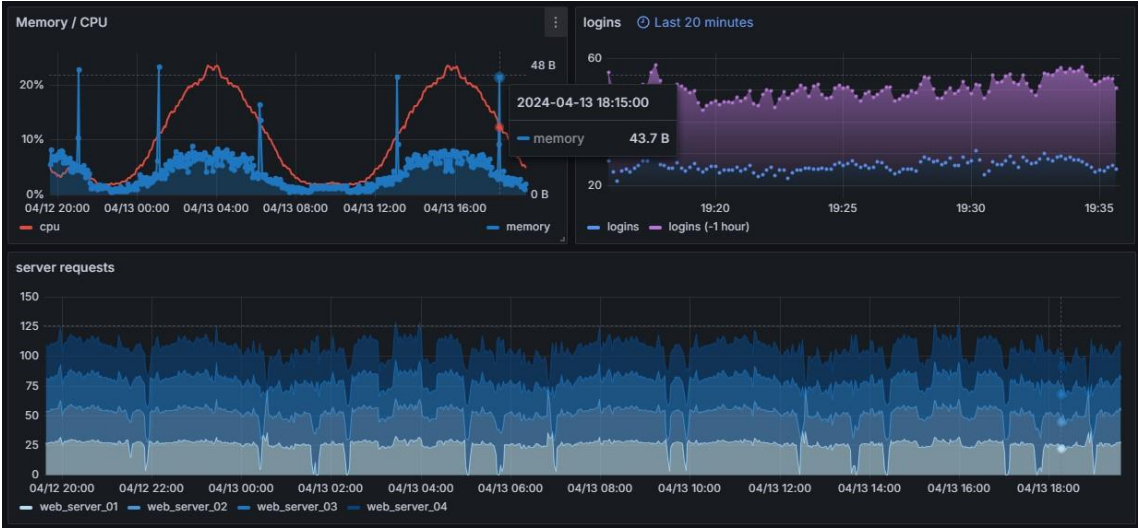 Memory / CPU
48 B
20%
10%
0%
0 B
04/12 20:00 04/13 00:00 04/13 04:00 04/13 08:00 04/13 12:00 04/13 16:00
cpu
memory
2024-04-13 18:15:00
memory 43.7 B
logins Last 20 minutes
60
20
19:20 19:25 19:30 19:35
logins logins (-1 hour)
server requests
150
125
100
75
50
25
0
04/12 20:00 04/12 22:00 04/13 00:00 04/13 02:00 04/13 04:00 04/13 06:00 04/13 08:00 04/13 10:00 04/13 12:00 04/13 14:00 04/13 16:00 04/13 18:00
web_server_01 web_server_02 web_server_03 web_server_04